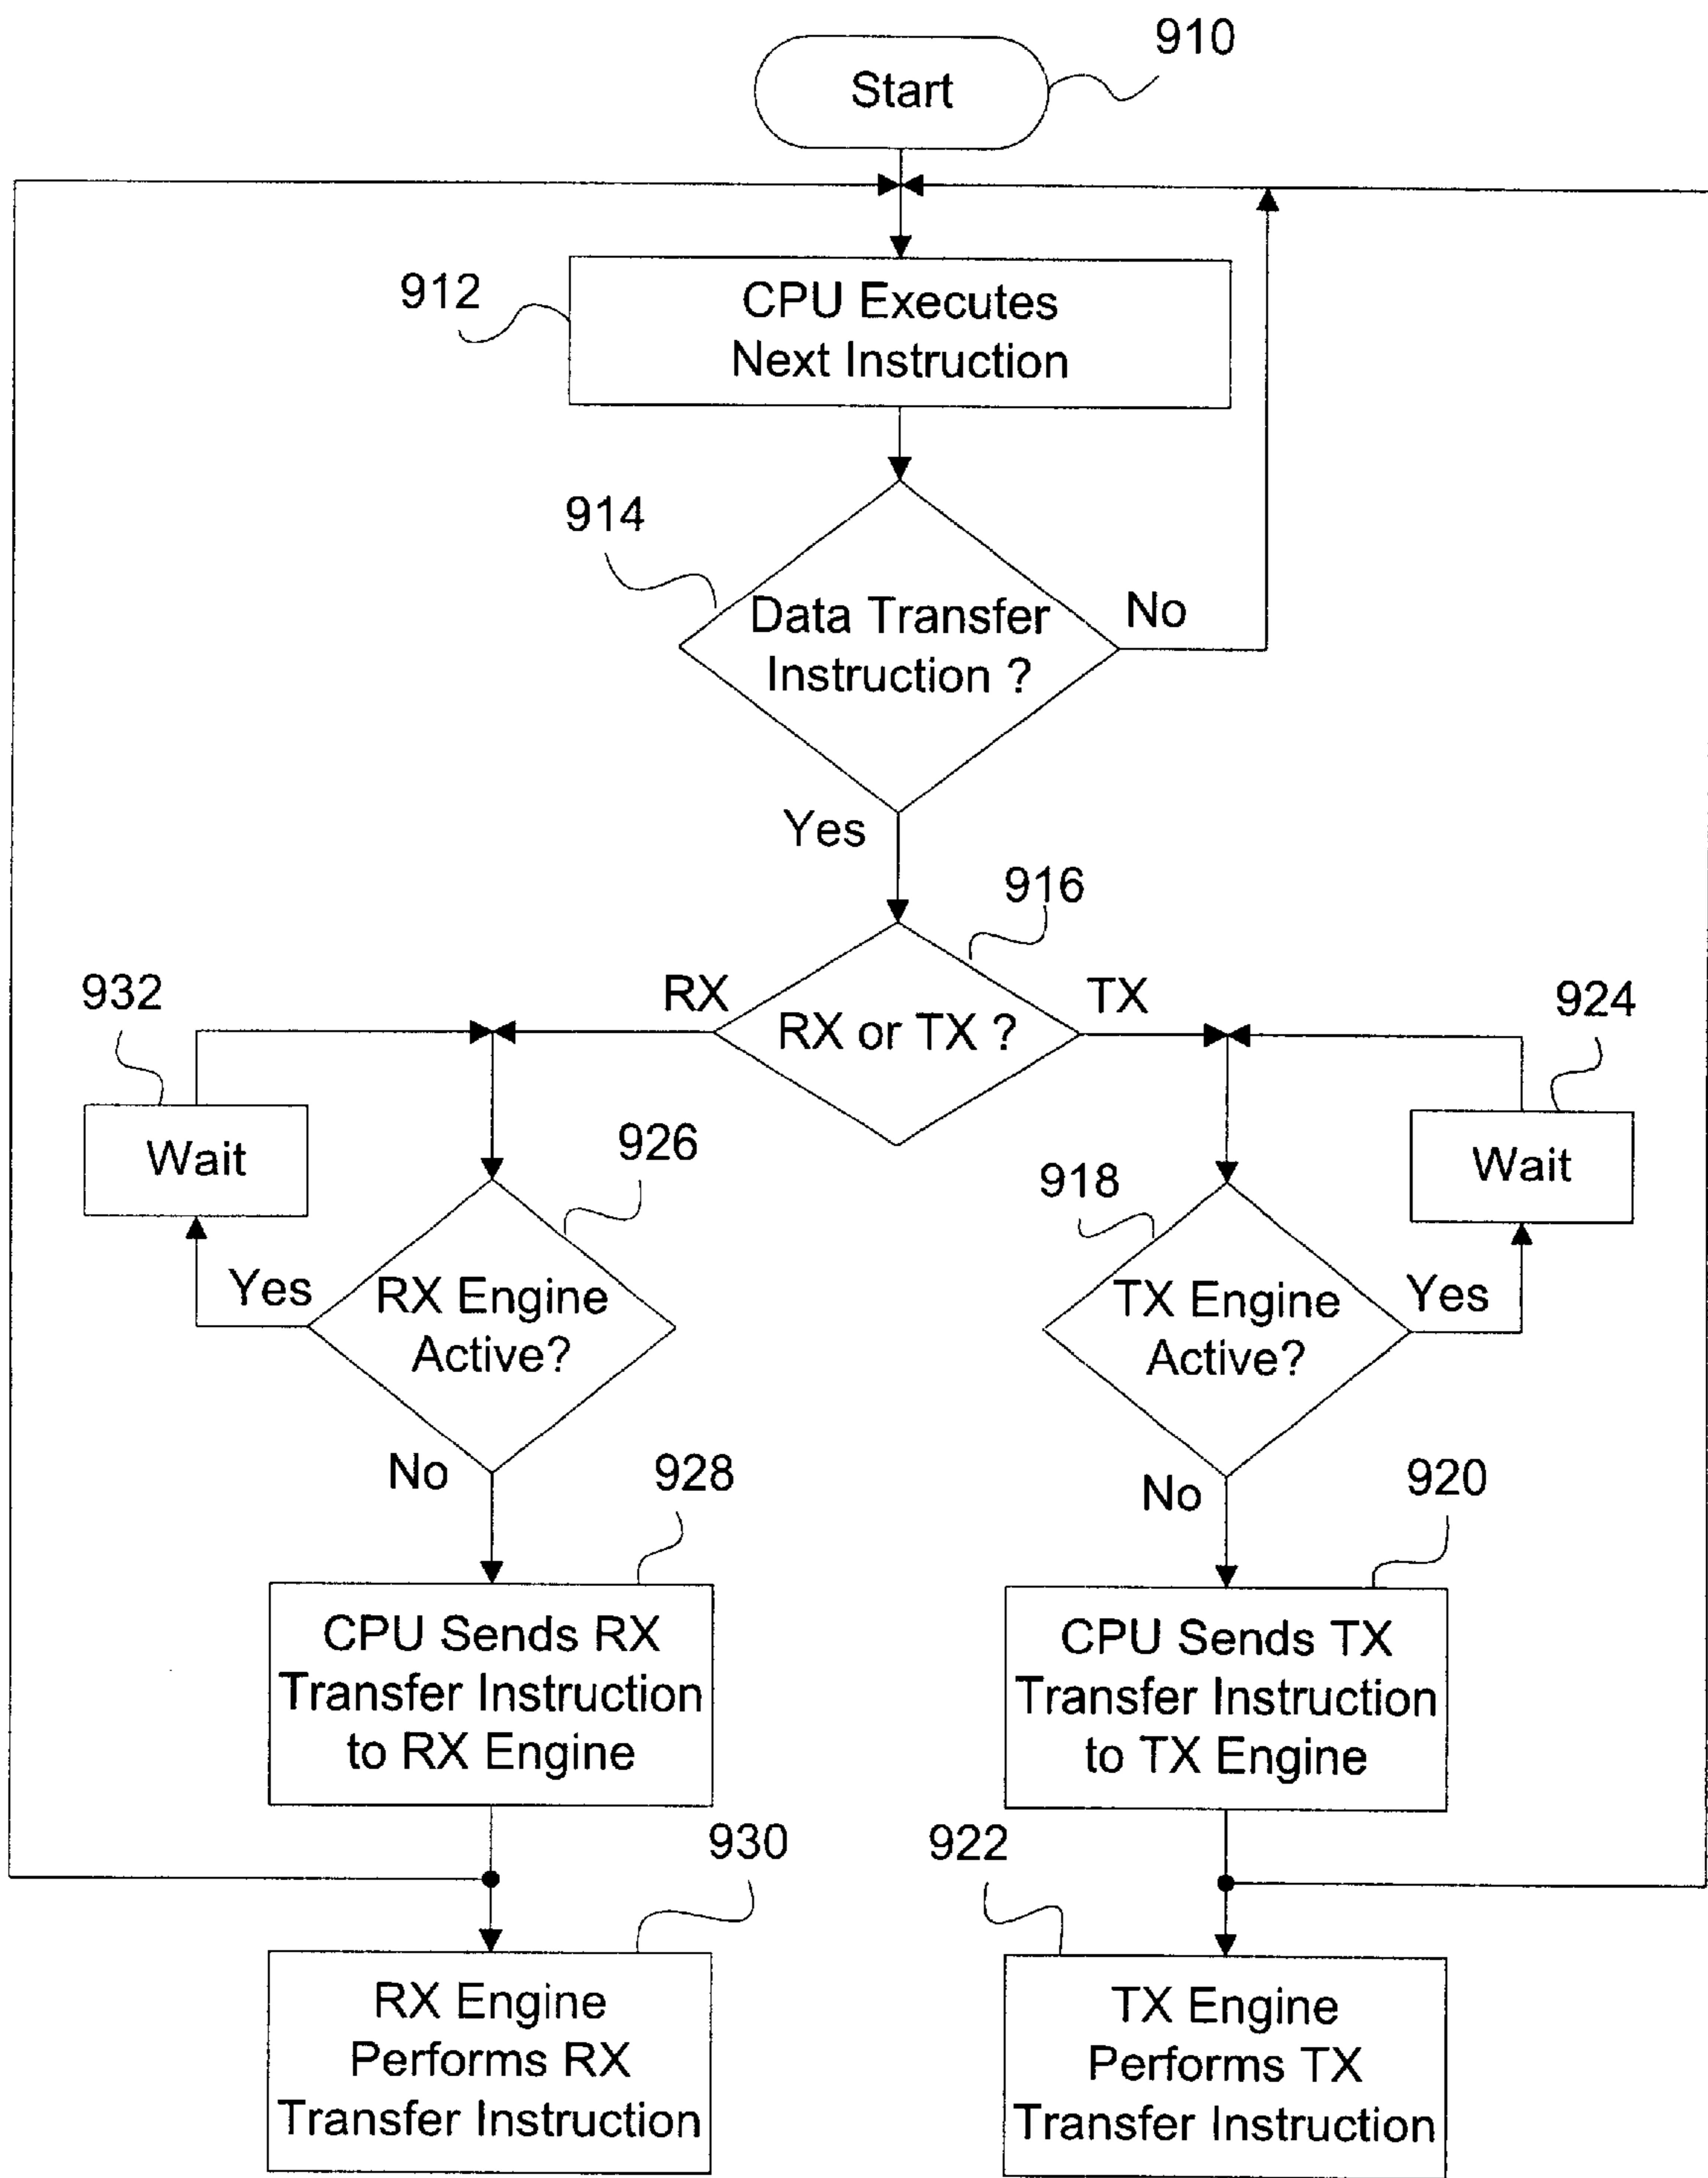 910
Start
912
CPU Executes
Next Instruction
914
Data Transfer
Instruction ?
No
Yes
916
RX
RX or TX ?
TX
932
Wait
924
Wait
926
RX Engine
Active?
Yes
No
918
TX Engine
Active?
Yes
No
928
CPU Sends RX
Transfer Instruction
to RX Engine
920
CPU Sends TX
Transfer Instruction
to TX Engine
930
RX Engine
Performs RX
Transfer Instruction
922
TX Engine
Performs TX
Transfer Instruction